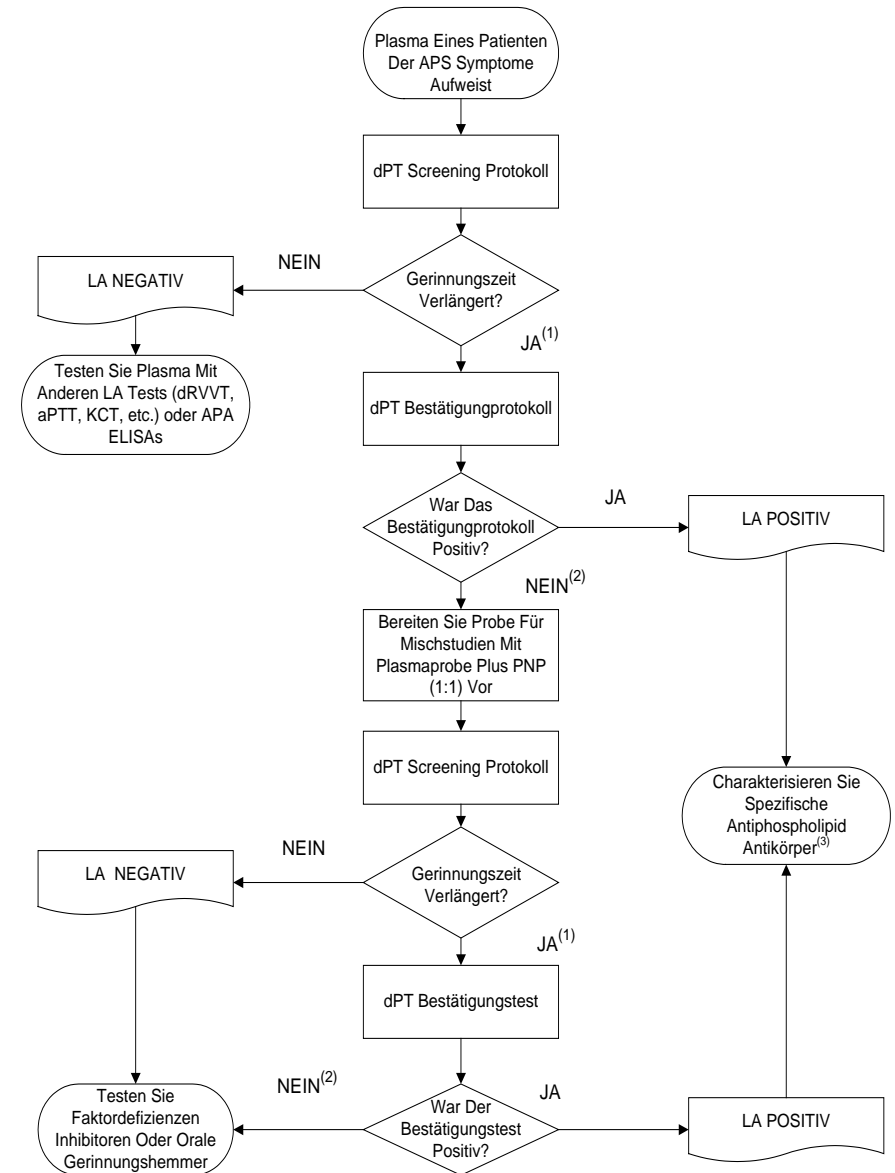 Plasma Eines Patienten
Der APS Symptome
Aufweist
dPT Screening Protokoll
Gerinnungszeit
Verlängert?
NEIN
LA NEGATIV
Testen Sie Plasma Mit
Anderen LA Tests (dRVVT,
aPTT, KCT, etc.) oder APA
ELISAs
JA(1)
dPT Bestätigungprotokoll
War Das
Bestätigungprotokoll
Positiv?
JA
LA POSITIV
NEIN(2)
Bereiten Sie Probe Für
Mischstudien Mit
Plasmaprobe Plus PNP
(1:1) Vor
dPT Screening Protokoll
Charakterisieren Sie
Spezifische
Antiphospholipid
Antikörper(3)
Gerinnungszeit
Verlängert?
NEIN
LA NEGATIV
JA(1)
dPT Bestätigungstest
War Der
Bestätigungstest
Positiv?
NEIN(2)
Testen Sie
Faktordefizienzen
Inhibitoren Oder Orale
Gerinnungshemmer
JA
LA POSITIV